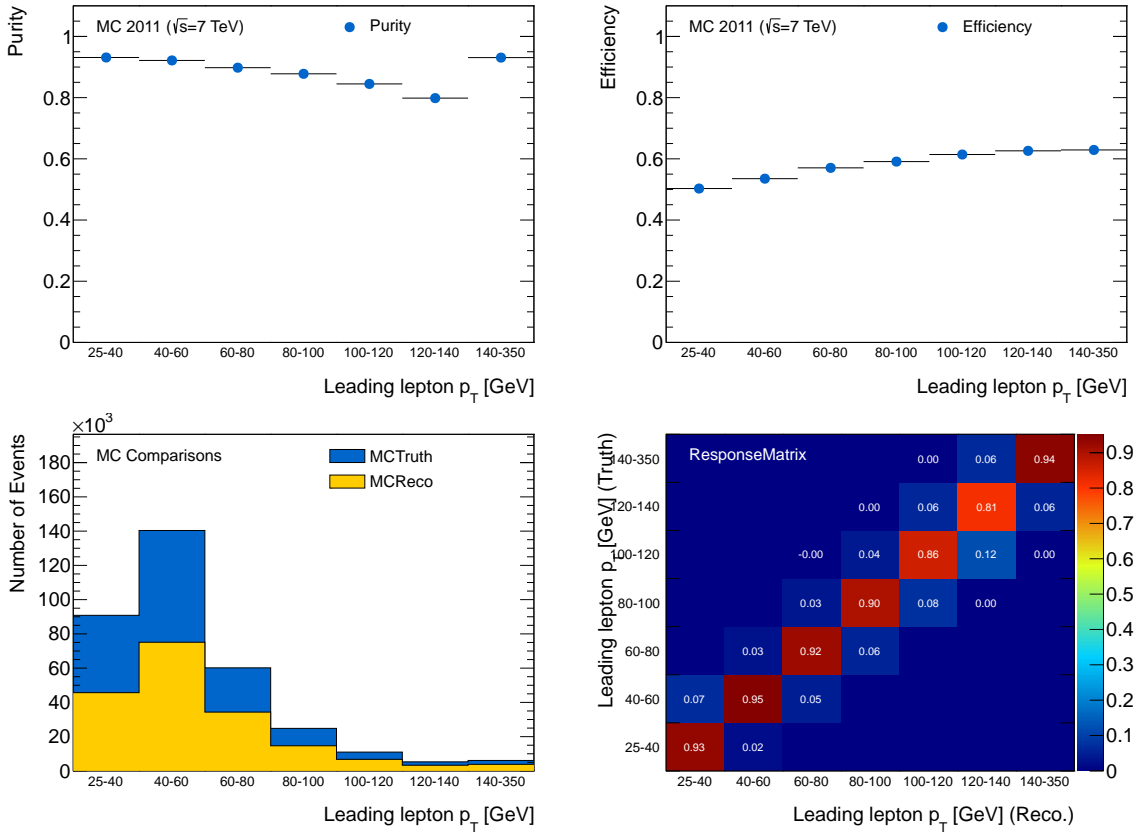 MC 2011 (√s=7 TeV)
Purity
Purity
1
0.8
0.6
0.4
0.2
0
25-40 40-60 60-80 80-100 100-120 120-140 140-350
Leading lepton p_T [GeV]
MC 2011 (√s=7 TeV)
Efficiency
Efficiency
1
0.8
0.6
0.4
0.2
0
25-40 40-60 60-80 80-100 100-120 120-140 140-350
Leading lepton p_T [GeV]
×10³
MC Comparisons
MCTruth
MCReco
Number of Events
180
160
140
120
100
80
60
40
20
0
25-40 40-60 60-80 80-100 100-120 120-140 140-350
Leading lepton p_T [GeV]
ResponseMatrix
Leading lepton p_T [GeV] (Truth)
140-350 0.00 0.06 0.94
120-140 0.00 0.06 0.81 0.06
100-120 -0.00 0.04 0.86 0.12 0.00
80-100 0.03 0.90 0.08 0.00
60-80 0.03 0.92 0.06
40-60 0.07 0.95 0.05
25-40 0.93 0.02
25-40 40-60 60-80 80-100 100-120 120-140 140-350
Leading lepton p_T [GeV] (Reco.)
0.9
0.8
0.7
0.6
0.5
0.4
0.3
0.2
0.1
0